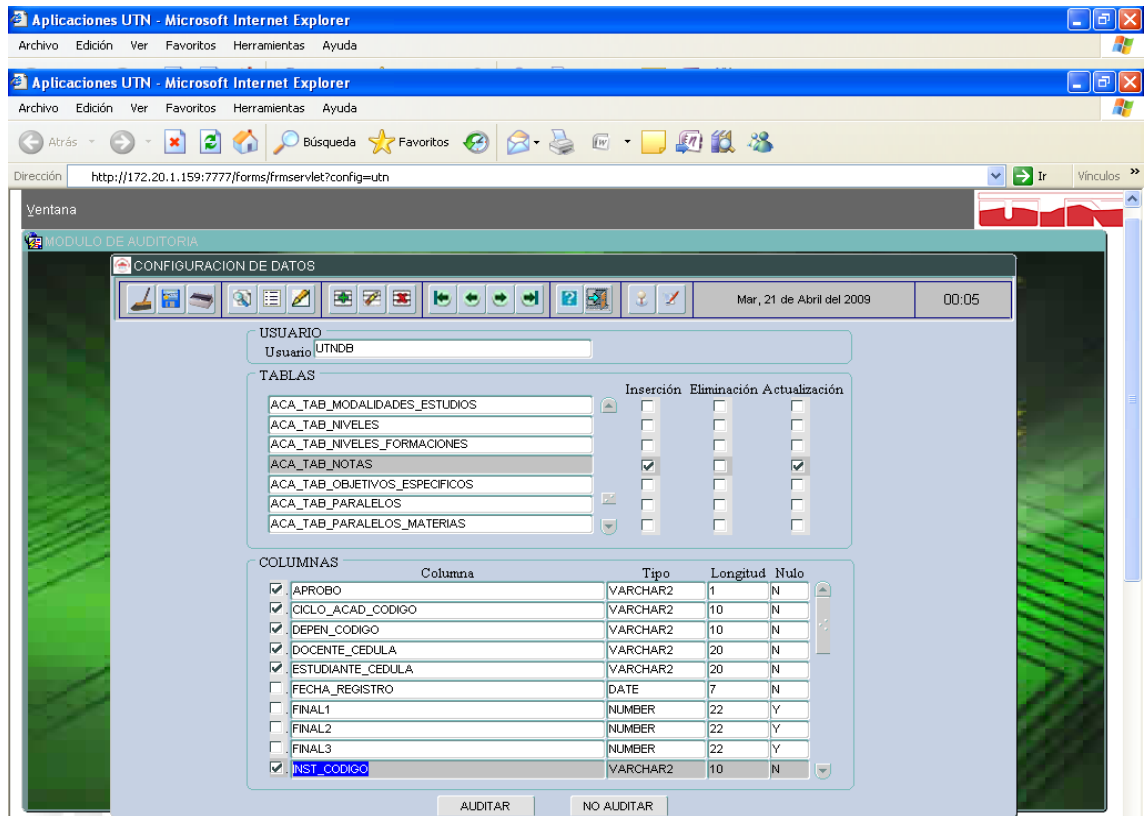 Aplicaciones UTN - Microsoft Internet Explorer
Archivo Edición Ver Favoritos Herramientas Ayuda
Aplicaciones UTN - Microsoft Internet Explorer
Archivo Edición Ver Favoritos Herramientas Ayuda
Atrás Búsqueda Favoritos
Dirección http://172.20.1.159:7777/forms/frmservlet?config=utn Ir Vínculos »
Ventana UTN
MODULO DE AUDITORIA
CONFIGURACION DE DATOS
Mar, 21 de Abril del 2009 00:05
USUARIO
Usuario UTNDB
TABLAS
Inserción Eliminación Actualización
ACA_TAB_MODALIDADES_ESTUDIOS
ACA_TAB_NIVELES
ACA_TAB_NIVELES_FORMACIONES
ACA_TAB_NOTAS
ACA_TAB_OBJETIVOS_ESPECIFICOS
ACA_TAB_PARALELOS
ACA_TAB_PARALELOS_MATERIAS
COLUMNAS
Columna Tipo Longitud Nulo
. APROBO VARCHAR2 1 N
. CICLO_ACAD_CODIGO VARCHAR2 10 N
. DEPEN_CODIGO VARCHAR2 10 N
. DOCENTE_CEDULA VARCHAR2 20 N
. ESTUDIANTE_CEDULA VARCHAR2 20 N
. FECHA_REGISTRO DATE 7 N
. FINAL1 NUMBER 22 Y
. FINAL2 NUMBER 22 Y
. FINAL3 NUMBER 22 Y
. INST_CODIGO VARCHAR2 10 N
AUDITAR NO AUDITAR